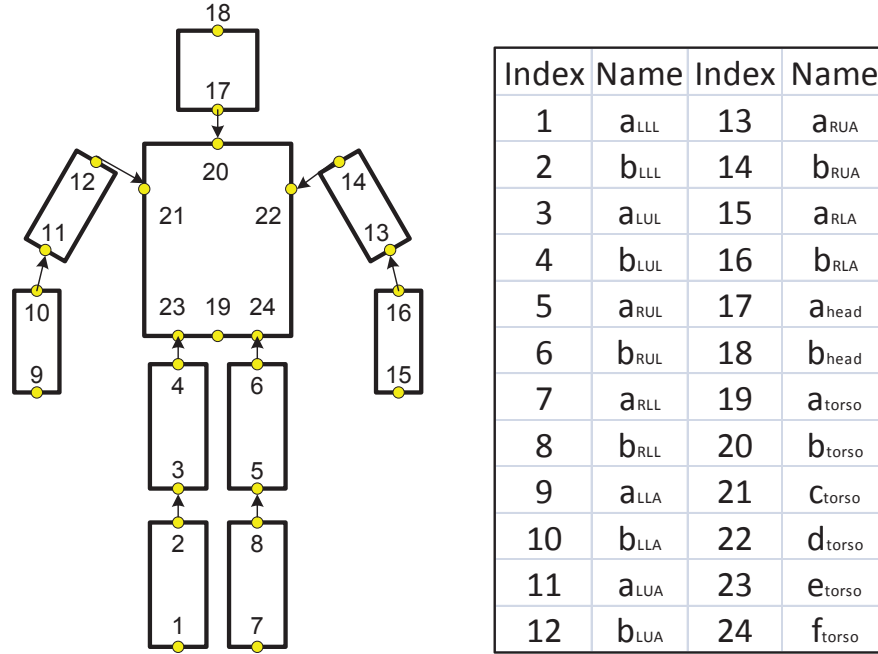 18
17
12
20
14
21
22
11
13
23
19
24
10
16
4
6
9
15
3
5
2
8
1
7
Index Name Index Name
1 aLLL 13 aRUA
2 bLLL 14 bRUA
3 aLUL 15 aRLA
4 bLUL 16 bRLA
5 aRUL 17 ahead
6 bRUL 18 bhead
7 aRLL 19 atorso
8 bRLL 20 btorso
9 aLLA 21 ctorso
10 bLLA 22 dtorso
11 aLUA 23 etorso
12 bLUA 24 ftorso